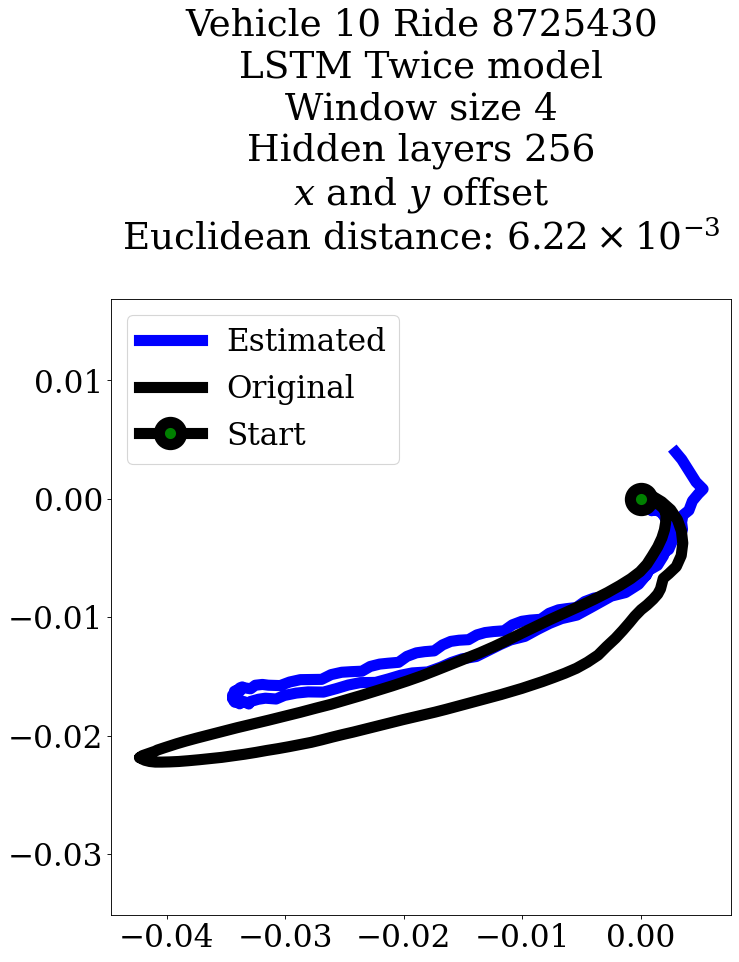 Vehicle 10 Ride 8725430
LSTM Twice model
Window size 4
Hidden layers 256
x and y offset
Euclidean distance: 6.22 × 10⁻³
Estimated
Original
Start
0.01
0.00
−0.01
−0.02
−0.03
−0.04 −0.03 −0.02 −0.01 0.00